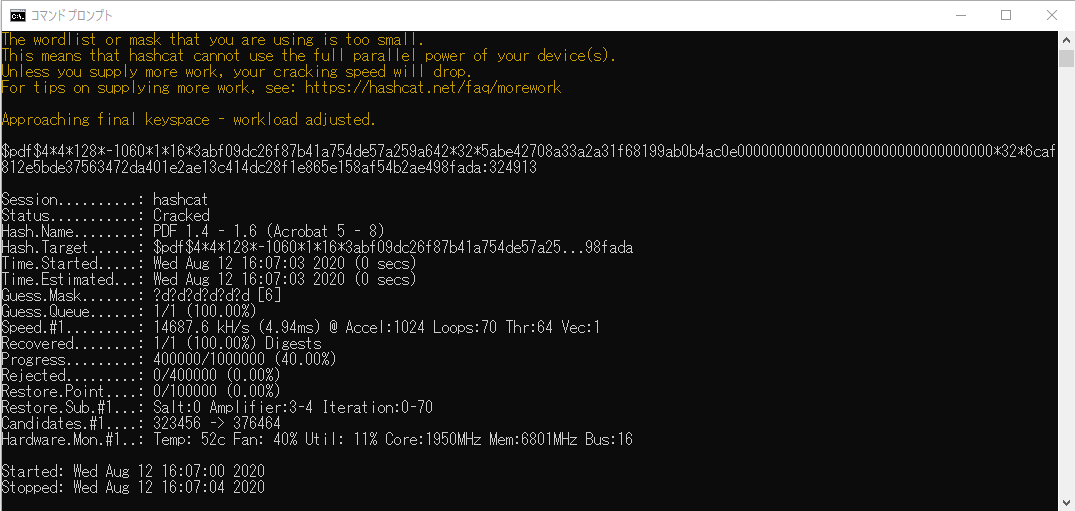 コマンドプロンプト
The wordlist or mask that you are using is too small.
This means that hashcat cannot use the full parallel power of your device(s).
Unless you supply more work, your cracking speed will drop.
For tips on supplying more work, see: https://hashcat.net/faq/morework
Approaching final keyspace - workload adjusted.
$pdf$4*4*128*-1060*1*16*3abf09dc26f87b41a754de57a259a642*32*5abe42708a33a2a31f68199ab0b4ac0e00000000000000000000000000000000*32*6caf
812e5bde37563472da401e2ae13c414dc28f1e865e158af54b2ae498fada:324913
Session..........: hashcat
Status...........: Cracked
Hash.Name........: PDF 1.4 - 1.6 (Acrobat 5 - 8)
Hash.Target......: $pdf$4*4*128*-1060*1*16*3abf09dc26f87b41a754de57a25...98fada
Time.Started.....: Wed Aug 12 16:07:03 2020 (0 secs)
Time.Estimated...: Wed Aug 12 16:07:03 2020 (0 secs)
Guess.Mask.......: ?d?d?d?d?d?d [6]
Guess.Queue......: 1/1 (100.00%)
Speed.#1.........: 14687.6 kH/s (4.94ms) @ Accel:1024 Loops:70 Thr:64 Vec:1
Recovered........: 1/1 (100.00%) Digests
Progress.........: 400000/1000000 (40.00%)
Rejected.........: 0/400000 (0.00%)
Restore.Point....: 0/100000 (0.00%)
Restore.Sub.#1...: Salt:0 Amplifier:3-4 Iteration:0-70
Candidates.#1....: 323456 -> 376464
Hardware.Mon.#1..: Temp: 52c Fan: 40% Util: 11% Core:1950MHz Mem:6801MHz Bus:16
Started: Wed Aug 12 16:07:00 2020
Stopped: Wed Aug 12 16:07:04 2020